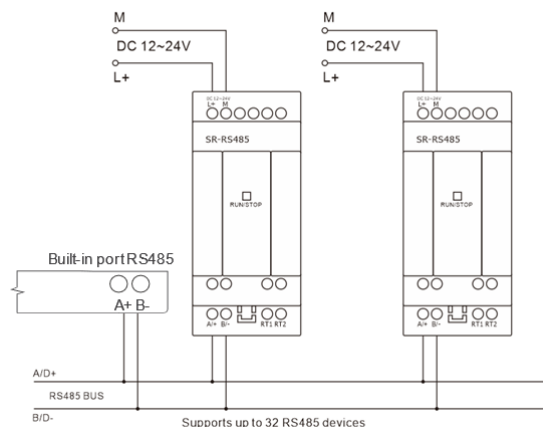 M
DC 12~24V
L+
DC 12~24V
L+ M
SR-RS485
RUN/STOP
A/+ B/- RT1 RT2
M
DC 12~24V
L+
DC 12~24V
L+ M
SR-RS485
RUN/STOP
A/+ B/- RT1 RT2
Built-in port RS485
A+ B-
A/D+
RS485 BUS
B/D-
Supports up to 32 RS485 devices